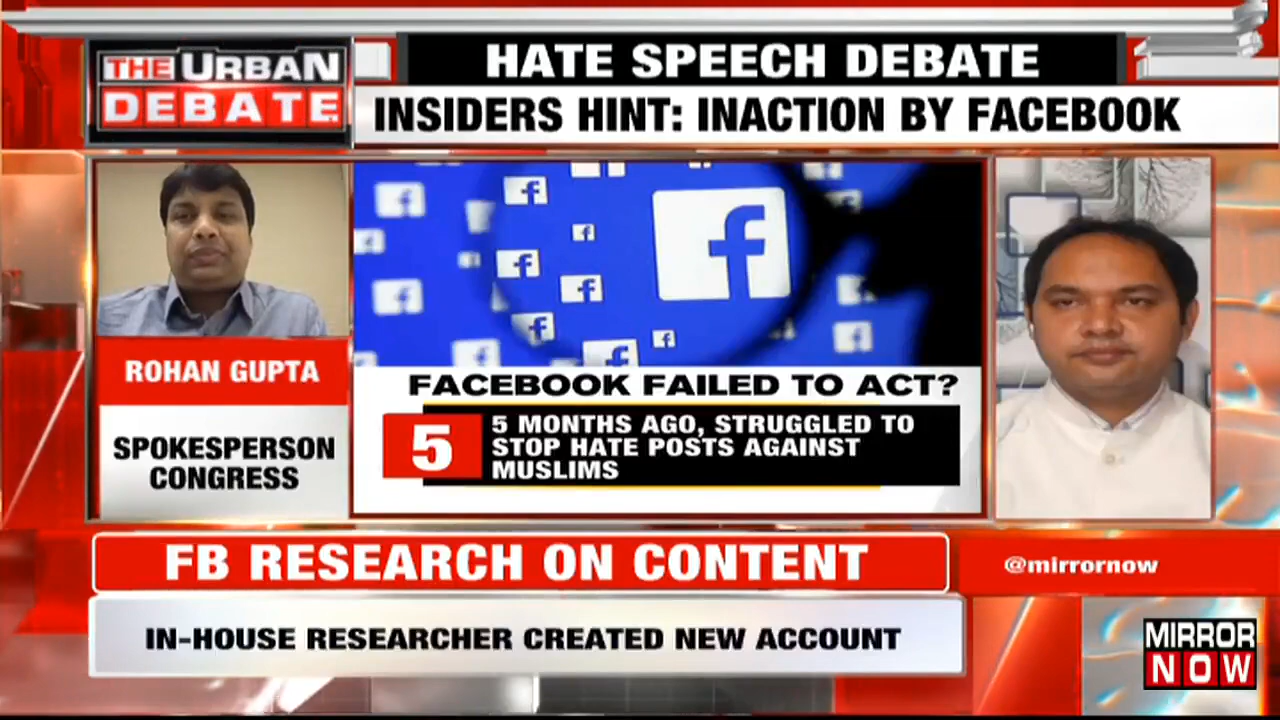 THE URBAN
DEBATE
HATE SPEECH DEBATE
INSIDERS HINT: INACTION BY FACEBOOK
ROHAN GUPTA
SPOKESPERSON
CONGRESS
FACEBOOK FAILED TO ACT?
5
5 MONTHS AGO, STRUGGLED TO
STOP HATE POSTS AGAINST
MUSLIMS
FB RESEARCH ON CONTENT
@mirrornow
IN-HOUSE RESEARCHER CREATED NEW ACCOUNT
MIRROR
NOW